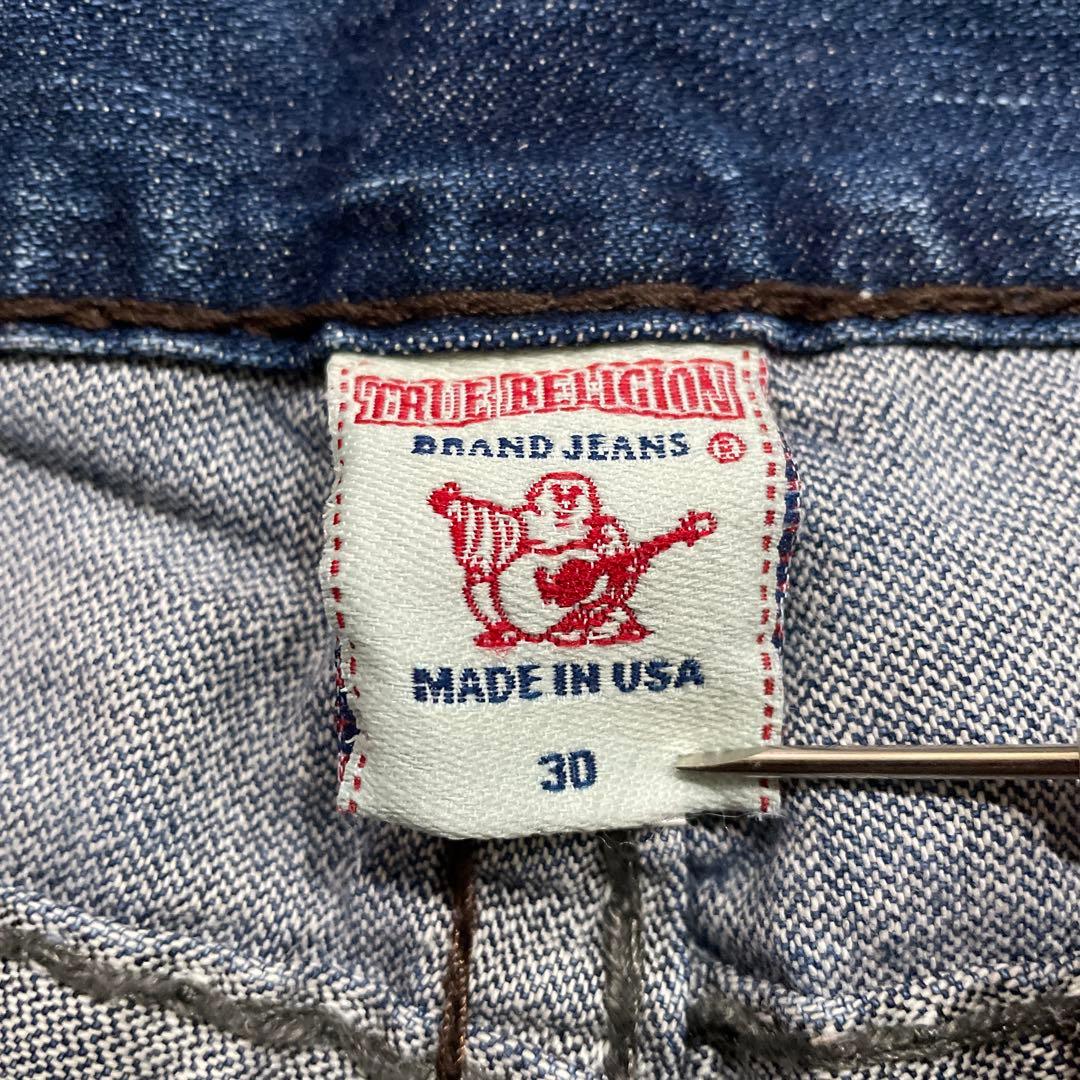 TRUE RELIGION
BRAND JEANS ®
MADE IN USA
30